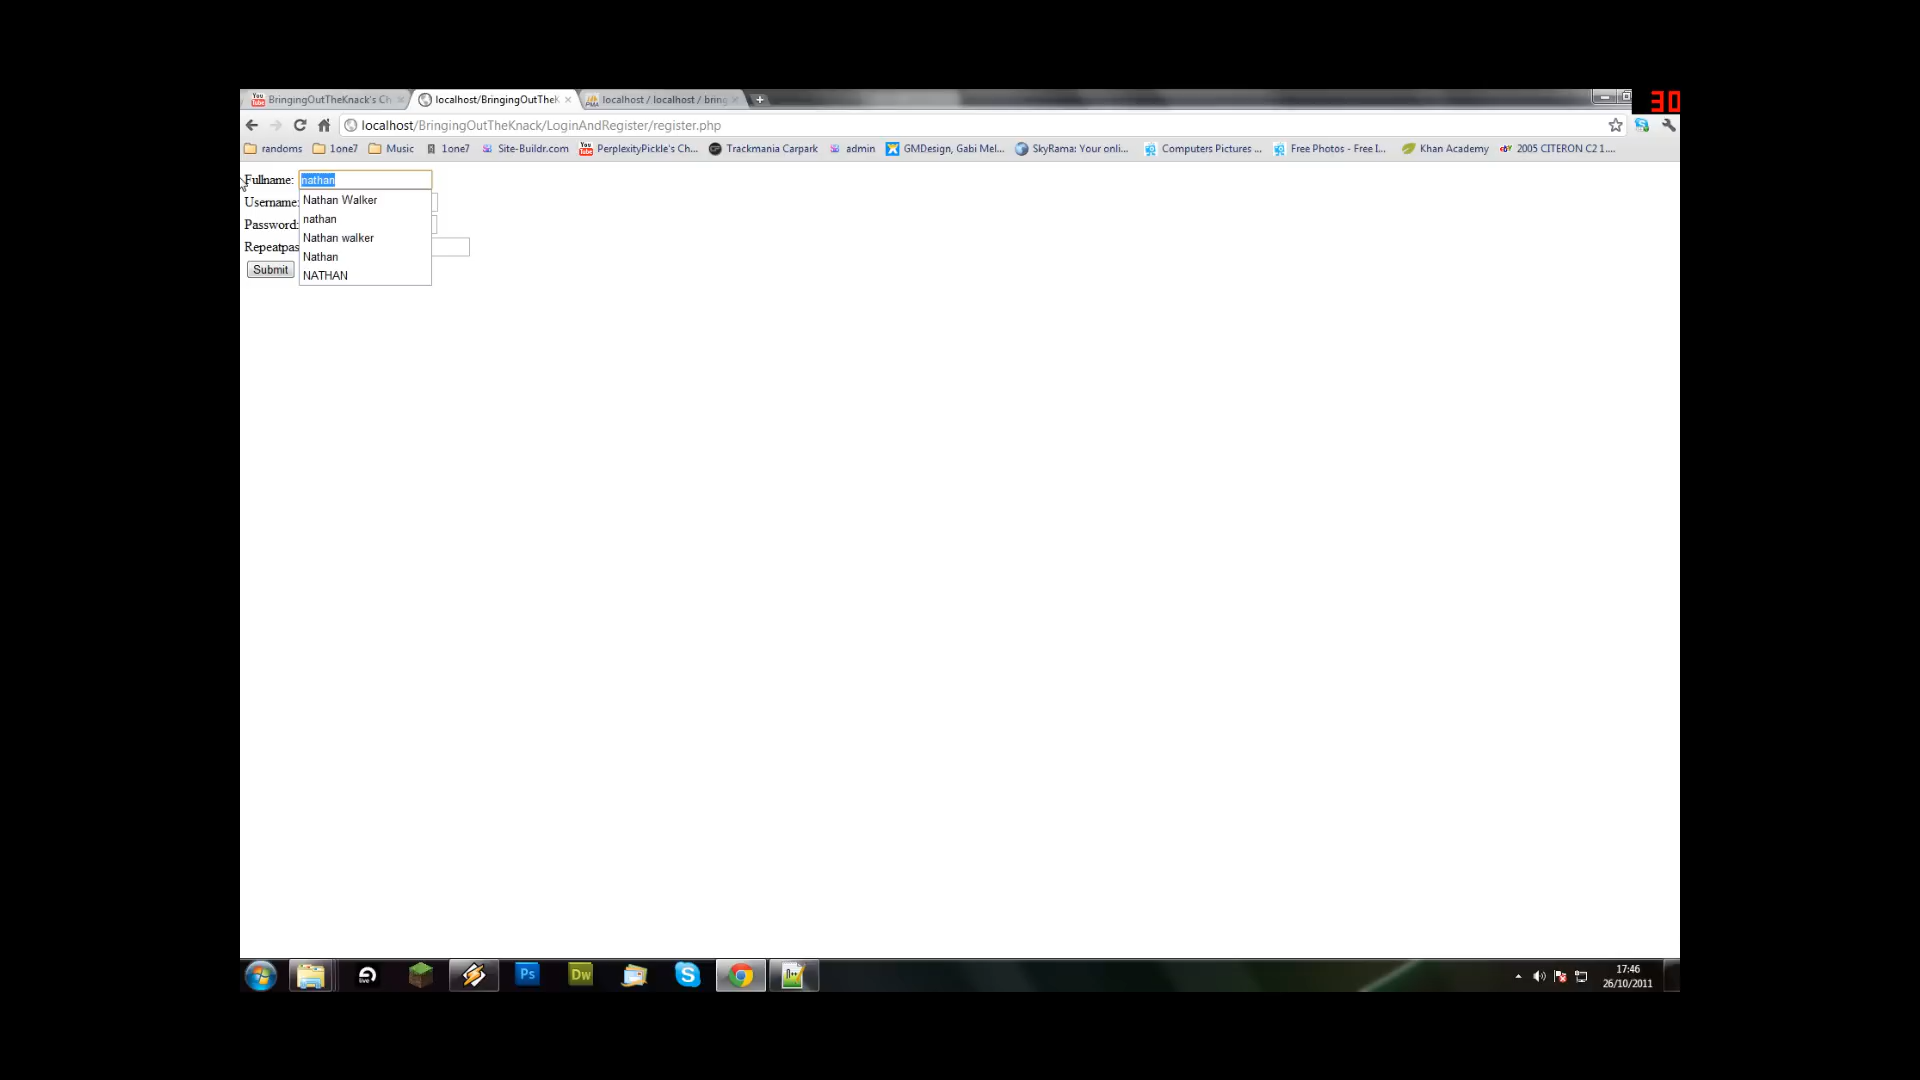 BringingOutTheKnack's Ch
localhost/BringingOutTheK
localhost / localhost / bring
30
localhost/BringingOutTheKnack/LoginAndRegister/register.php
randoms
1one7
Music
1one7
Site-Buildr.com
PerplexityPickle's Ch...
Trackmania Carpark
admin
GMDesign, Gabi Mel...
SkyRama: Your onli...
Computers Pictures ...
Free Photos - Free I...
Khan Academy
2005 CITERON C2 1....
Fullname: nathan
Nathan Walker
Username:
nathan
Password:
Nathan walker
Repeatpas
Nathan
Submit
NATHAN
Ps
Dw
17:46
26/10/2011